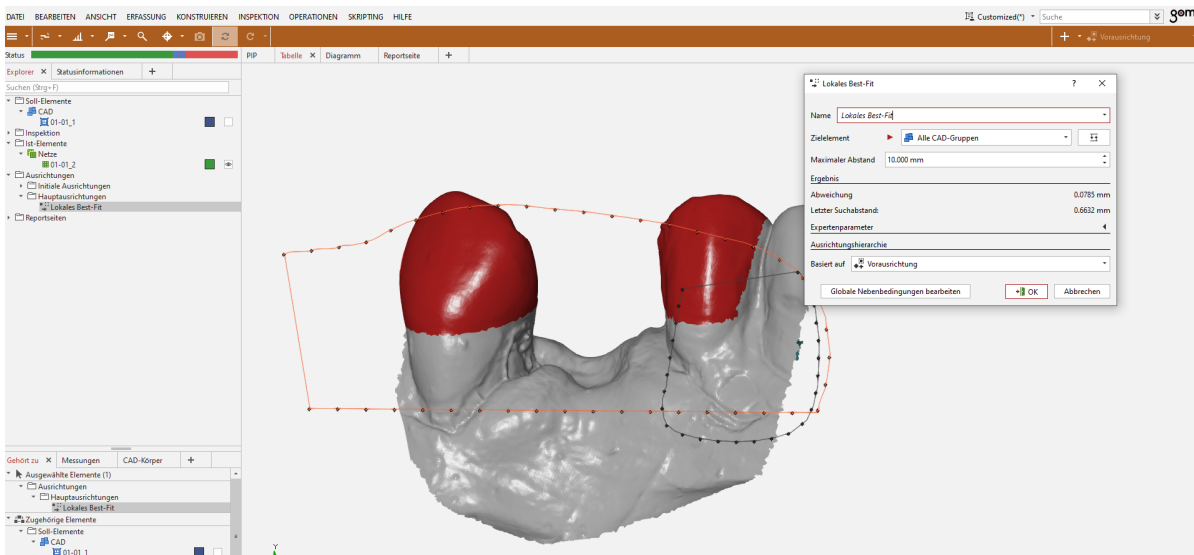 DATEI BEARBEITEN ANSICHT ERFASSUNG KONSTRUIEREN INSPEKTION OPERATIONEN SKRIPTING HILFE
Customized(*) Suche gom
Vorausrichtung
Status
PIP Tabelle Diagramm Reportseite
Explorer Statusinformationen
Suchen (Strg+F)
Soll-Elemente
CAD
01-01_1
Inspektion
Ist-Elemente
Netze
01-01_2
Ausrichtungen
Initiale Ausrichtungen
Hauptausrichtungen
Lokales Best-Fit
Reportseiten
Lokales Best-Fit ? X
Name Lokales Best-Fit
Zielelement Alle CAD-Gruppen
Maximaler Abstand 10.000 mm
Ergebnis
Abweichung 0.0785 mm
Letzter Suchabstand: 0.6632 mm
Expertenparameter
Ausrichtungshierarchie
Basiert auf Vorausrichtung
Globale Nebenbedingungen bearbeiten OK Abbrechen
Gehört zu Messungen CAD-Körper
Ausgewählte Elemente (1)
Ausrichtungen
Hauptausrichtungen
Lokales Best-Fit
Zugehörige Elemente
Soll-Elemente
CAD
01-01_1
Y